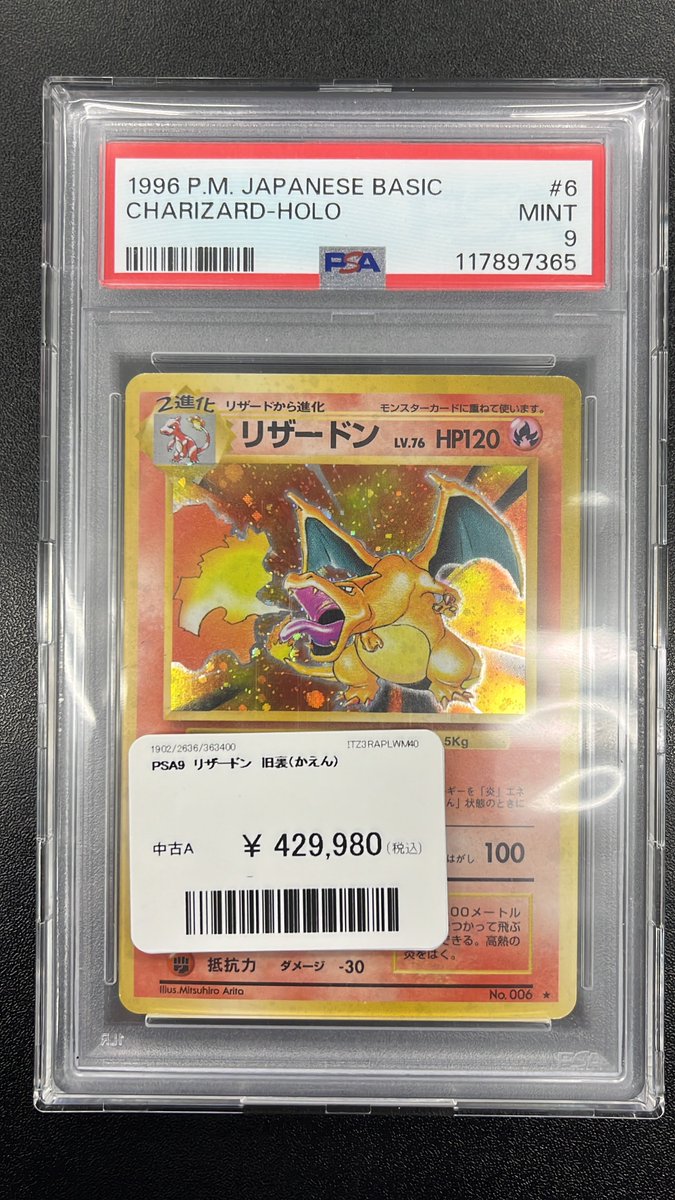 1996 P.M. JAPANESE BASIC #6
CHARIZARD-HOLO MINT
9
PSA 117897365
2進化 リザードから進化 モンスターカードに重ねて使います。
リザードン LV.76 HP120
5Kg
1902/2636/363400 ITZ3RAPLWM40
PSA9 リザードン 旧裏(かえん)
中古A ¥ 429,980(税込)
ギーを「炎」エネ
ん」状態のときに
はがし 100
00メートル
つかって飛ぶ
できる。高熱の
炎をはく。
抵抗力 ダメージ -30
Illus.Mitsuhiro Arita No.006 ★